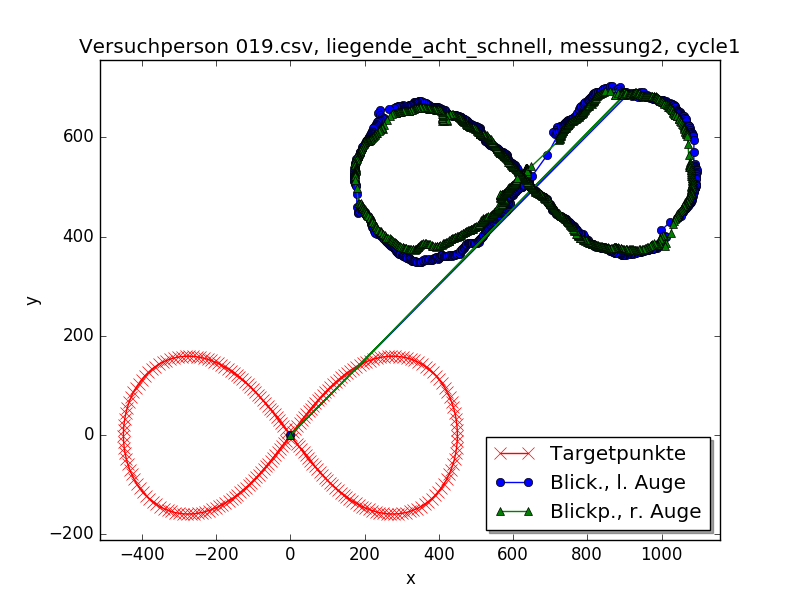 Versuchperson 019.csv, liegende_acht_schnell, messung2, cycle1
y
600
400
200
0
−200
−400
−200
0
200
400
600
800
1000
x
Targetpunkte
Blick., l. Auge
Blickp., r. Auge